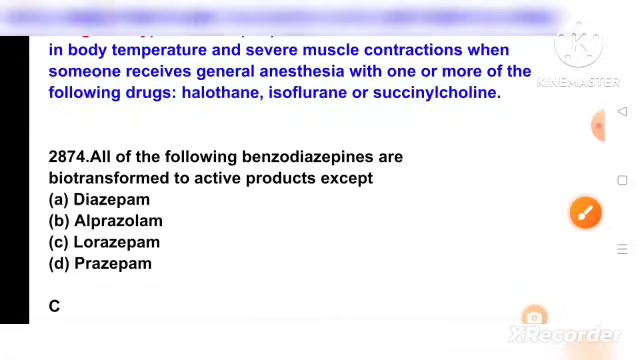 in body temperature and severe muscle contractions when
someone receives general anesthesia with one or more of the
following drugs: halothane, isoflurane or succinylcholine.
KINEMASTER
2874.All of the following benzodiazepines are
biotransformed to active products except
(a) Diazepam
(b) Alprazolam
(c) Lorazepam
(d) Prazepam
C
XRecorder